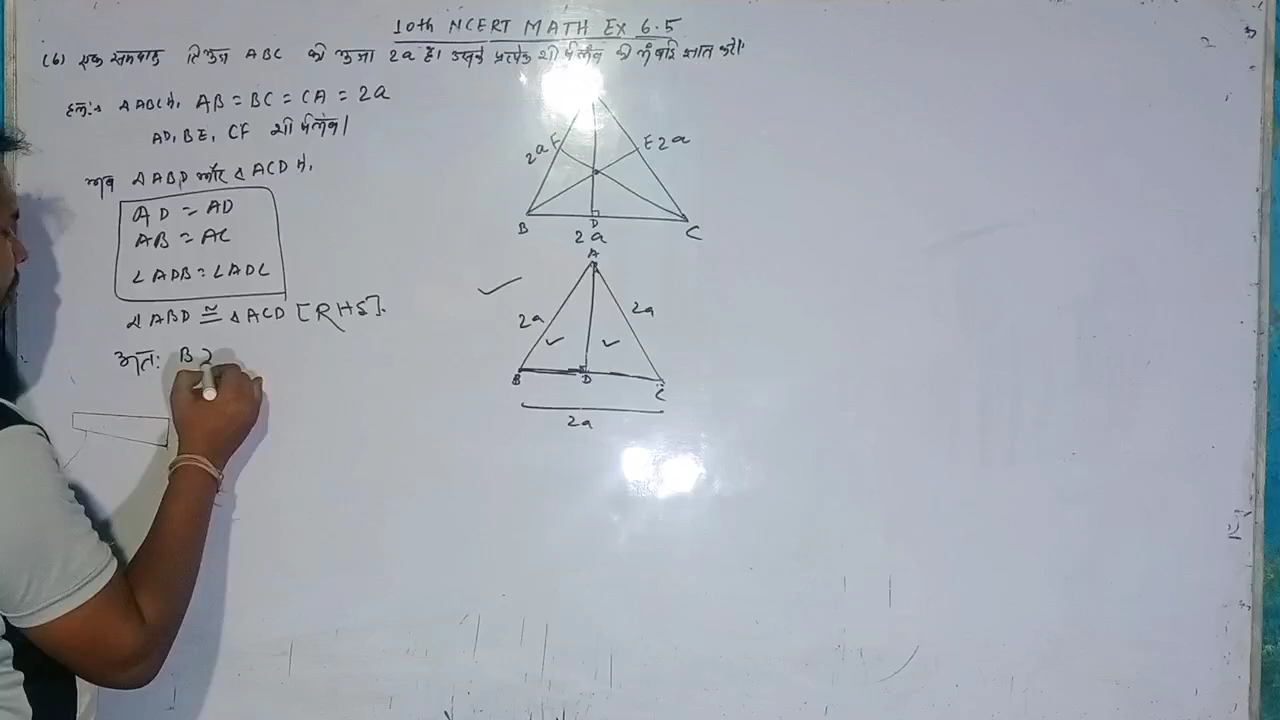 10th NCERT MATH EX 6.5
(6) एक समबाहु त्रिभुज ABC की भुजा 2a है। उसके प्रत्येक शीर्षलंब की लंबाई ज्ञात करो।
हल:→ △ABC में, AB = BC = CA = 2a
AD, BE, CF शीर्षलंब।
अब △ABD और △ACD में,
AD = AD
AB = AC
∠ADB = ∠ADC
△ABD ≅ △ACD [RHS].
अतः B
2a F E 2a
B D C
2a
A
2a 2a
B D C
2a